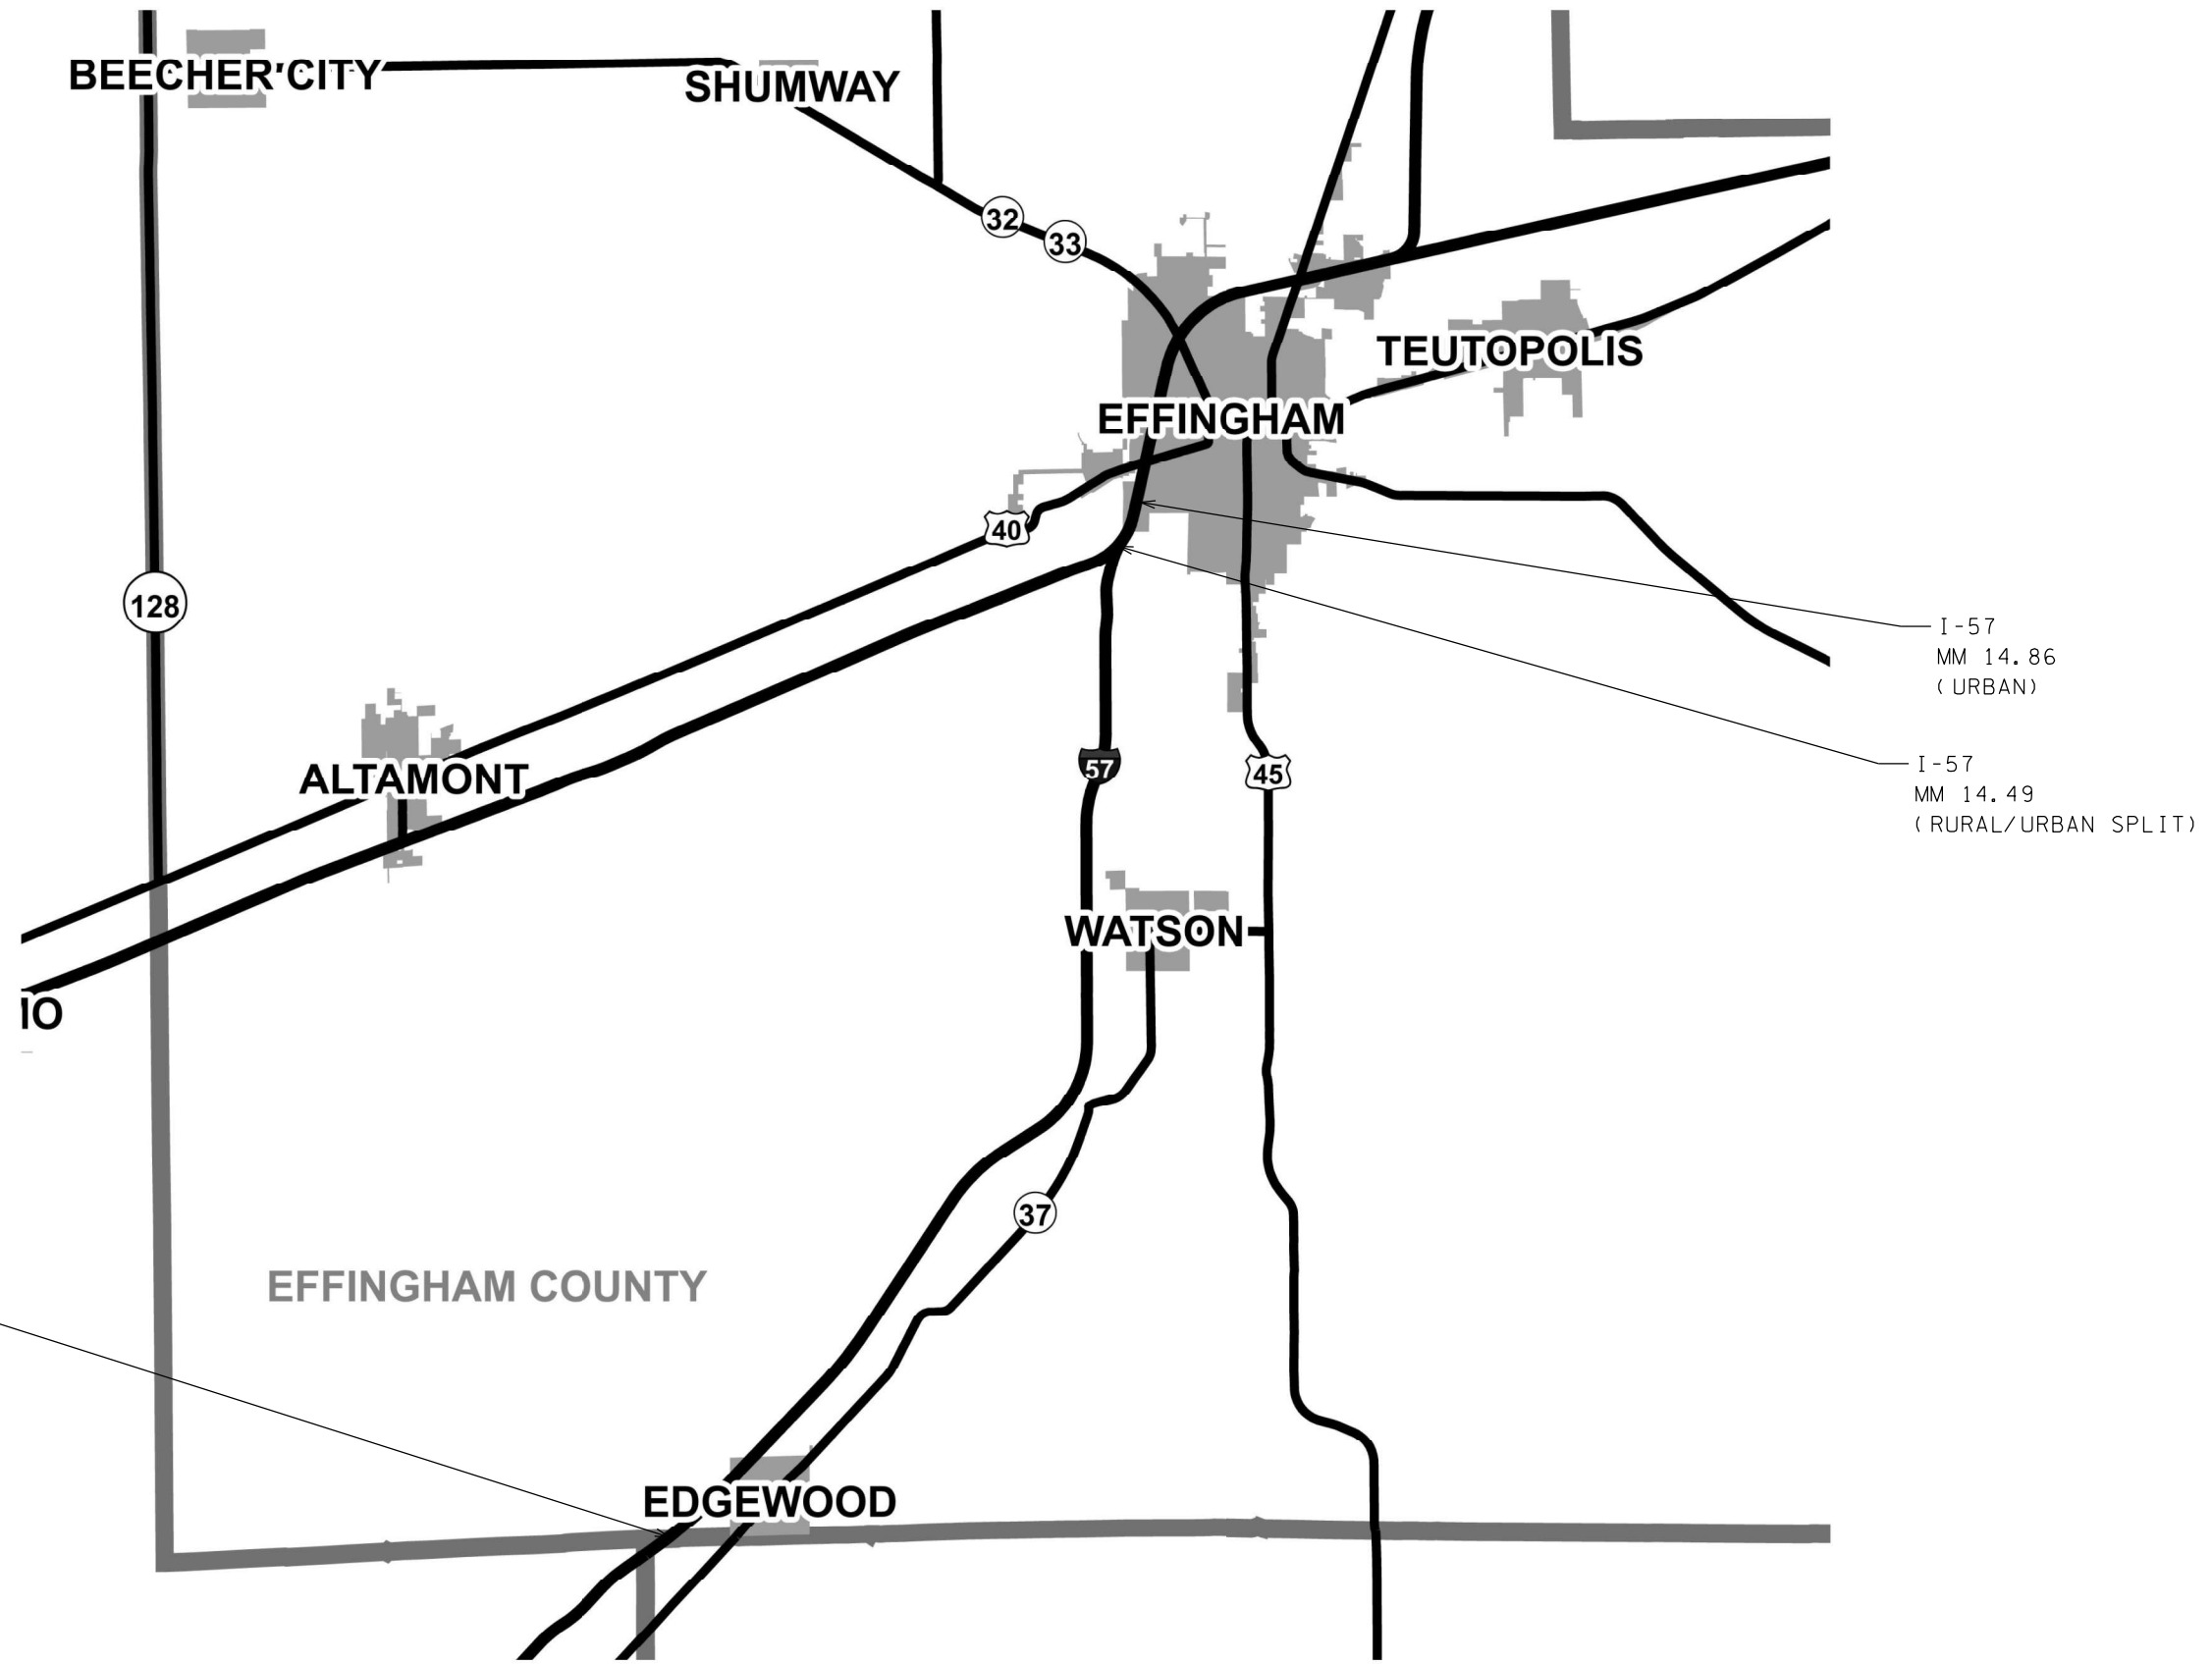 BEECHER CITY
SHUMWAY
32
33
TEUTOPOLIS
EFFINGHAM
40
128
I-57
MM 14.86
(URBAN)
57
45
I-57
MM 14.49
(RURAL/URBAN SPLIT)
ALTAMONT
WATSON
IO
37
EFFINGHAM COUNTY
EDGEWOOD